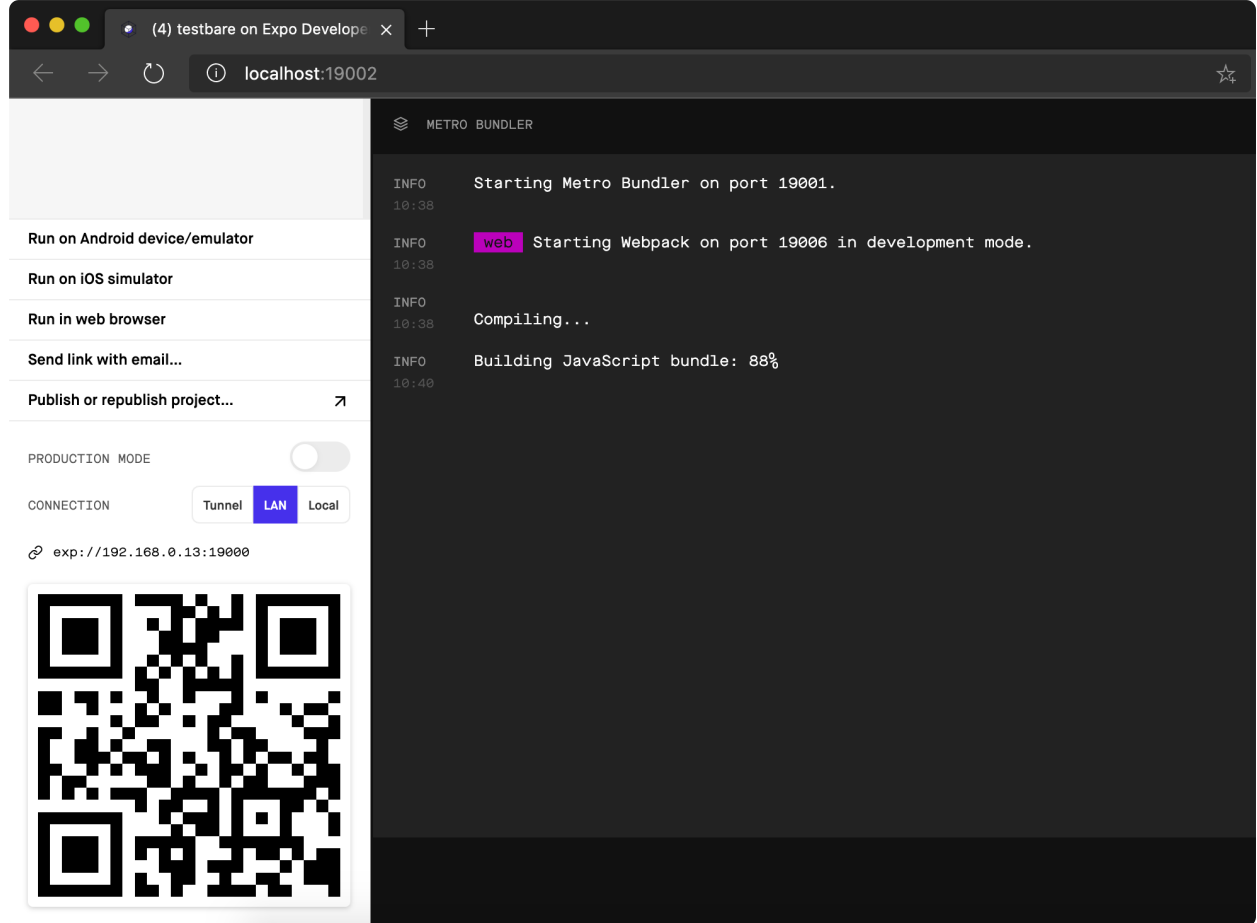 (4) testbare on Expo Develope
localhost:19002
METRO BUNDLER
INFO Starting Metro Bundler on port 19001.
10:38
INFO web Starting Webpack on port 19006 in development mode.
10:38
INFO
10:38 Compiling...
INFO Building JavaScript bundle: 88%
10:40
Run on Android device/emulator
Run on iOS simulator
Run in web browser
Send link with email...
Publish or republish project...
PRODUCTION MODE
CONNECTION Tunnel LAN Local
exp://192.168.0.13:19000